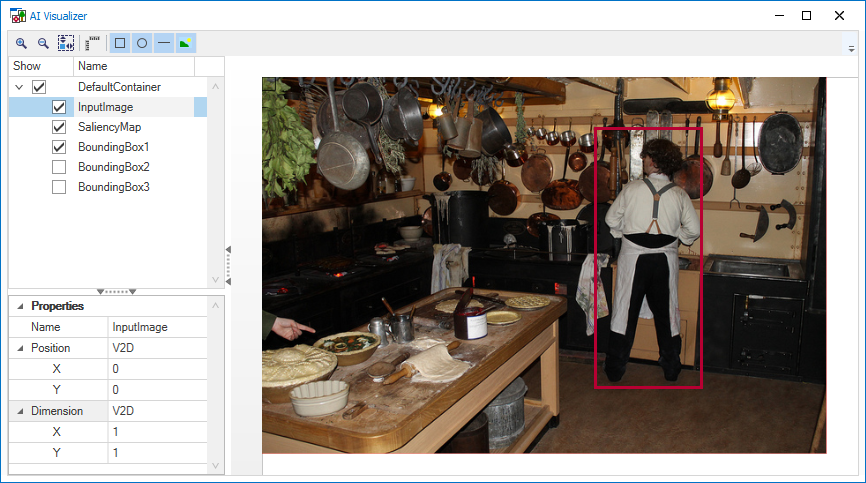 AI Visualizer
Show Name
DefaultContainer
InputImage
SaliencyMap
BoundingBox1
BoundingBox2
BoundingBox3
Properties
Name InputImage
Position V2D
X 0
Y 0
Dimension V2D
X 1
Y 1